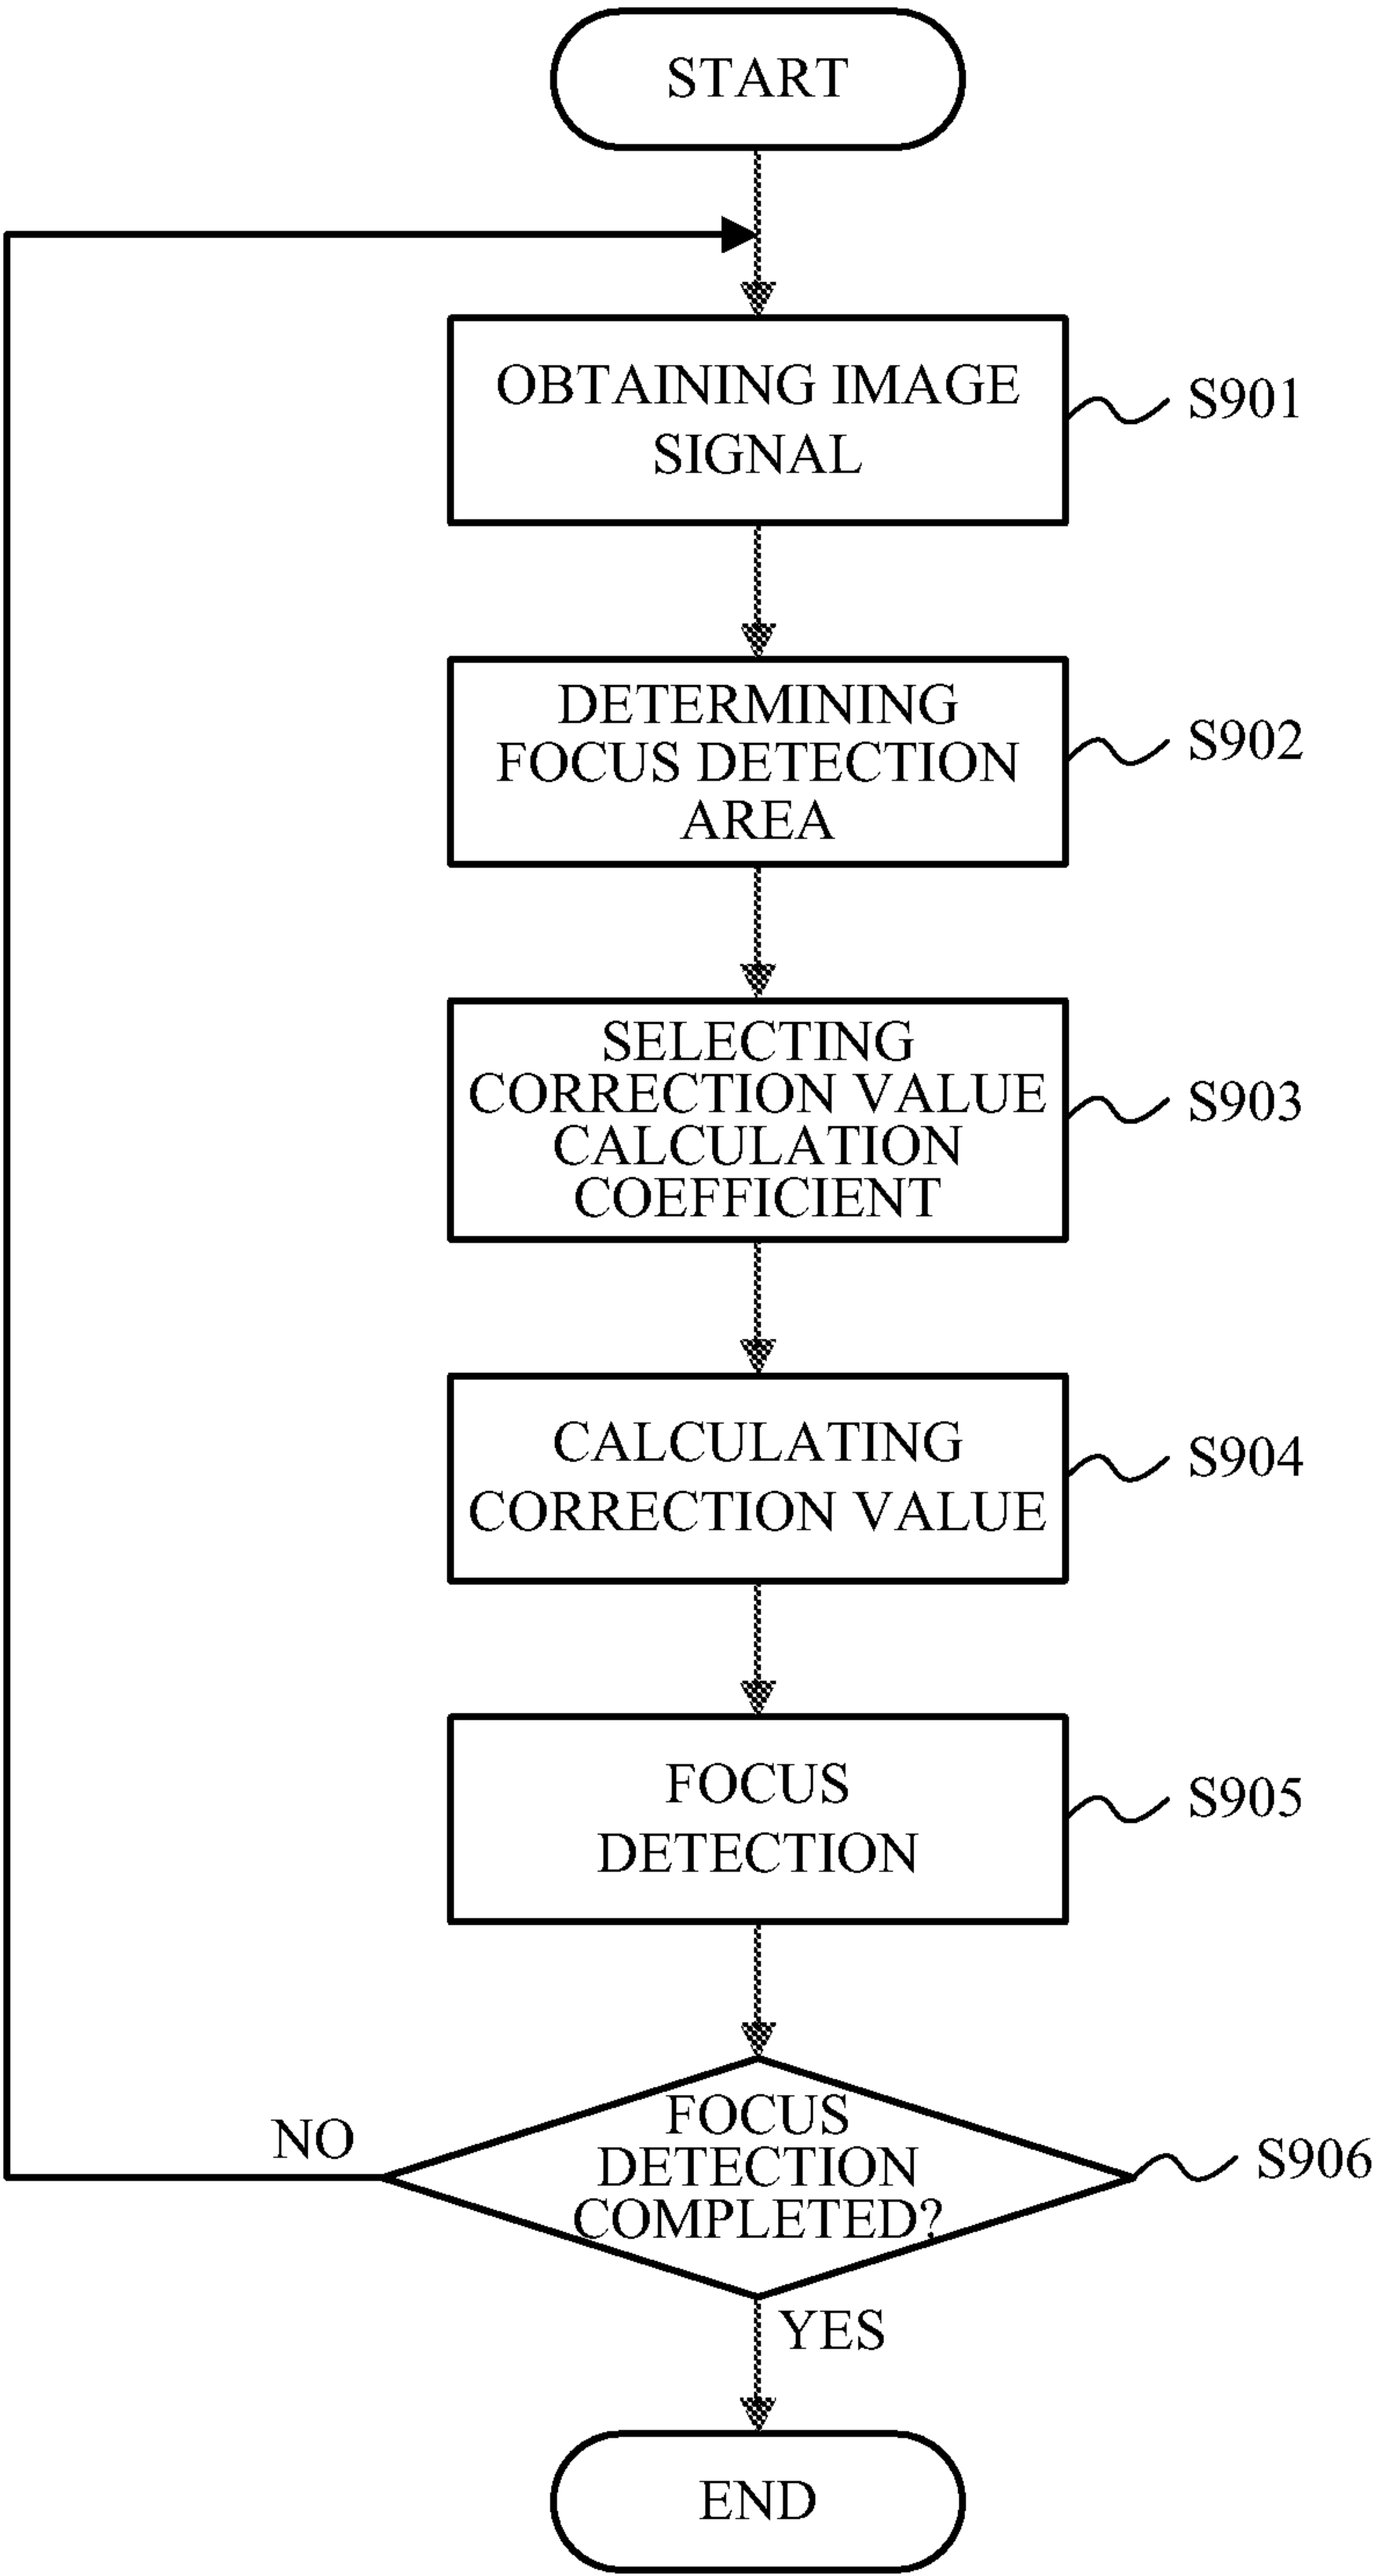 START
OBTAINING IMAGE
SIGNAL
S901
DETERMINING
FOCUS DETECTION
AREA
S902
SELECTING
CORRECTION VALUE
CALCULATION
COEFFICIENT
S903
CALCULATING
CORRECTION VALUE
S904
FOCUS
DETECTION
S905
NO
FOCUS
DETECTION
COMPLETED?
S906
YES
END